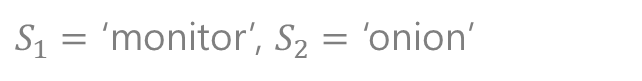 S₁ = ‘monitor’, S₂ = ‘onion’